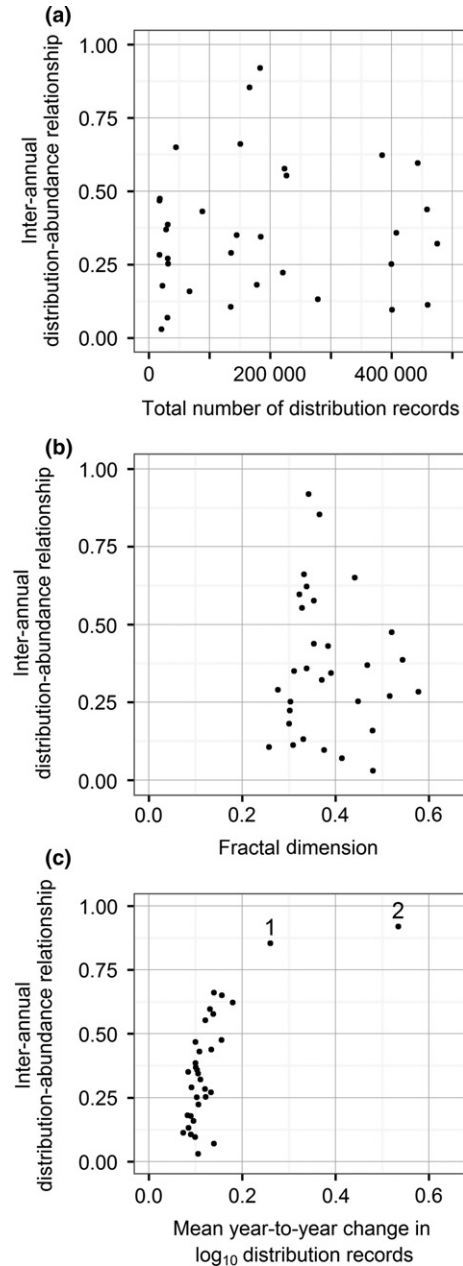 (a)
1.00
0.75
0.50
0.25
0.00
Inter-annual
distribution-abundance relationship
0
200 000
400 000
Total number of distribution records
(b)
1.00
0.75
0.50
0.25
0.00
Inter-annual
distribution-abundance relationship
0.0
0.2
0.4
0.6
Fractal dimension
(c)
1.00
0.75
0.50
0.25
0.00
Inter-annual
distribution-abundance relationship
1
2
0.0
0.2
0.4
0.6
Mean year-to-year change in
log₁₀ distribution records